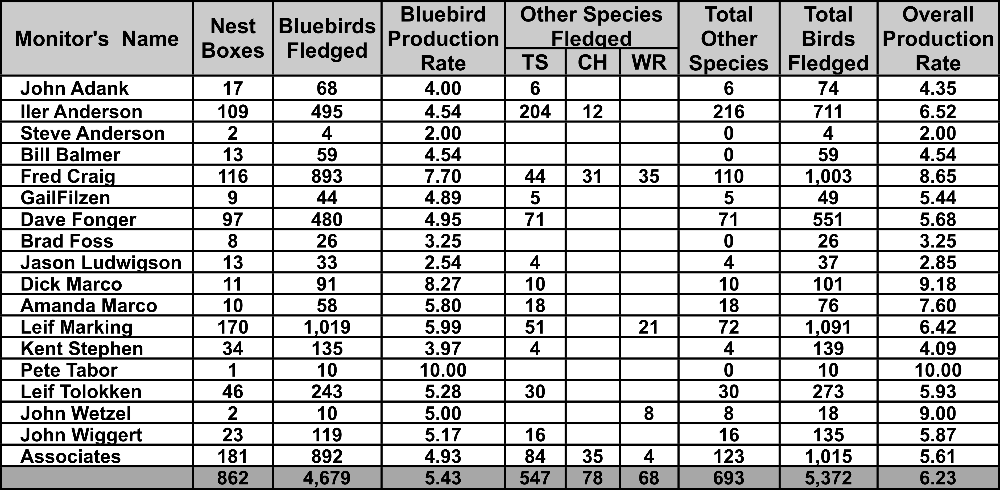 Monitor's Name Nest Boxes Bluebirds Fledged Bluebird Production Rate Other Species Fledged TS CH WR Total Other Species Total Birds Fledged Overall Production Rate
John Adank 17 68 4.00 6 6 74 4.35
Iler Anderson 109 495 4.54 204 12 216 711 6.52
Steve Anderson 2 4 2.00 0 4 2.00
Bill Balmer 13 59 4.54 0 59 4.54
Fred Craig 116 893 7.70 44 31 35 110 1,003 8.65
GailFilzen 9 44 4.89 5 5 49 5.44
Dave Fonger 97 480 4.95 71 71 551 5.68
Brad Foss 8 26 3.25 0 26 3.25
Jason Ludwigson 13 33 2.54 4 4 37 2.85
Dick Marco 11 91 8.27 10 10 101 9.18
Amanda Marco 10 58 5.80 18 18 76 7.60
Leif Marking 170 1,019 5.99 51 21 72 1,091 6.42
Kent Stephen 34 135 3.97 4 4 139 4.09
Pete Tabor 1 10 10.00 0 10 10.00
Leif Tolokken 46 243 5.28 30 30 273 5.93
John Wetzel 2 10 5.00 8 8 18 9.00
John Wiggert 23 119 5.17 16 16 135 5.87
Associates 181 892 4.93 84 35 4 123 1,015 5.61
862 4,679 5.43 547 78 68 693 5,372 6.23